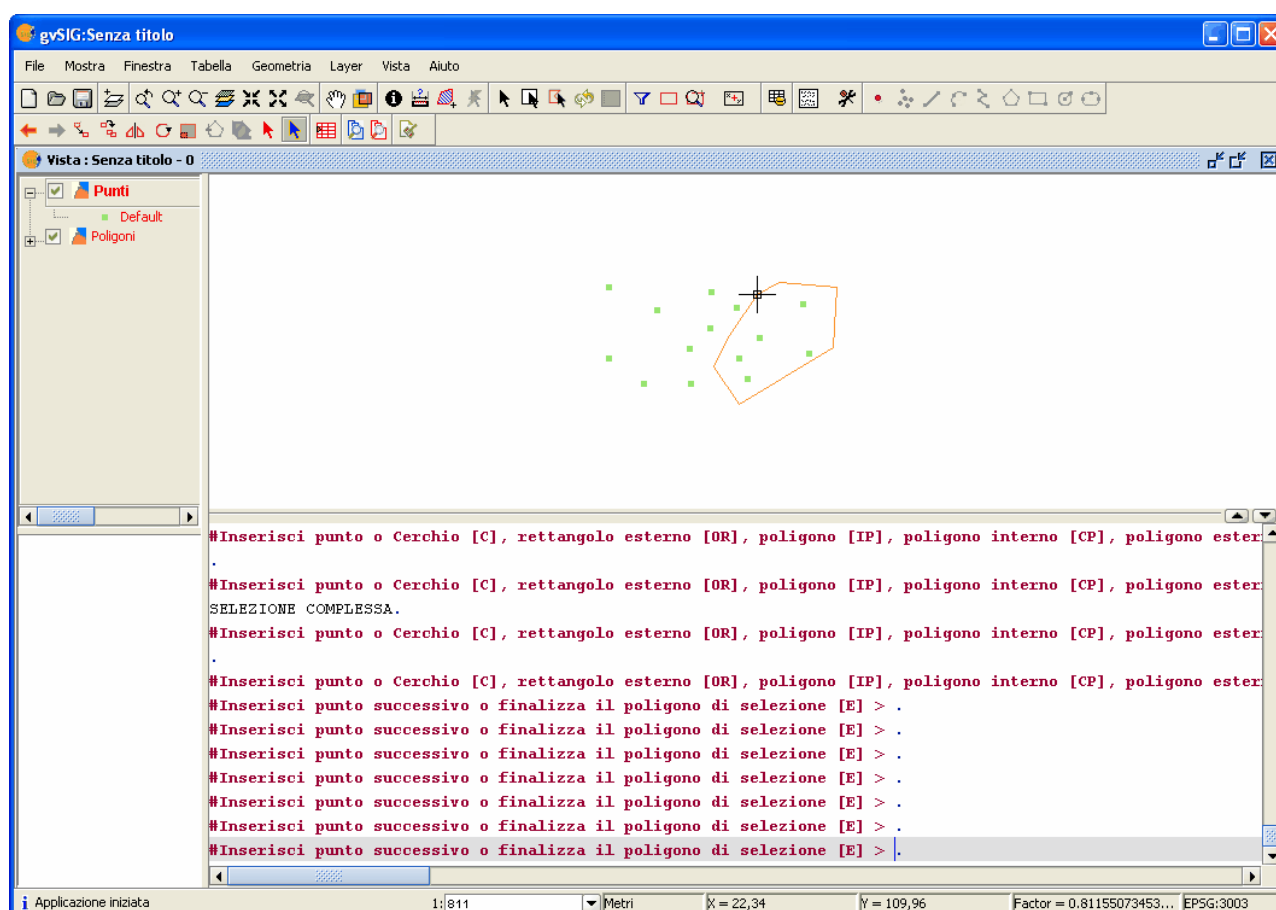 gvSIG:Senza titolo
File Mostra Finestra Tabella Geometria Layer Vista Aiuto
Vista : Senza titolo - 0
Punti
Default
Poligoni
#Inserisci punto o Cerchio [C], rettangolo esterno [OR], poligono [IP], poligono interno [CP], poligono ester
.
#Inserisci punto o Cerchio [C], rettangolo esterno [OR], poligono [IP], poligono interno [CP], poligono ester
SELEZIONE COMPLESSA.
#Inserisci punto o Cerchio [C], rettangolo esterno [OR], poligono [IP], poligono interno [CP], poligono ester
.
#Inserisci punto o Cerchio [C], rettangolo esterno [OR], poligono [IP], poligono interno [CP], poligono ester
#Inserisci punto successivo o finalizza il poligono di selezione [E] > .
#Inserisci punto successivo o finalizza il poligono di selezione [E] > .
#Inserisci punto successivo o finalizza il poligono di selezione [E] > .
#Inserisci punto successivo o finalizza il poligono di selezione [E] > .
#Inserisci punto successivo o finalizza il poligono di selezione [E] > .
#Inserisci punto successivo o finalizza il poligono di selezione [E] > .
#Inserisci punto successivo o finalizza il poligono di selezione [E] > .
Applicazione iniziata 1: 811 Metri X = 22,34 Y = 109,96 Factor = 0.81155073453... EPSG:3003